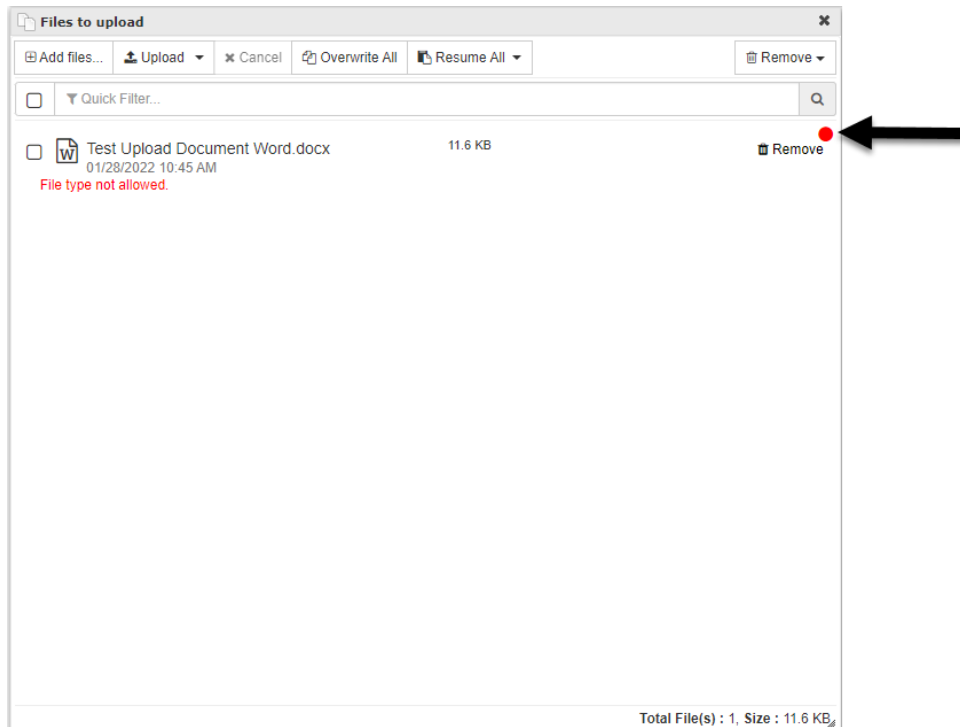 Files to upload
Add files... Upload Cancel Overwrite All Resume All Remove
Quick Filter...
Test Upload Document Word.docx 11.6 KB Remove
01/28/2022 10:45 AM
File type not allowed.
Total File(s) : 1, Size : 11.6 KB